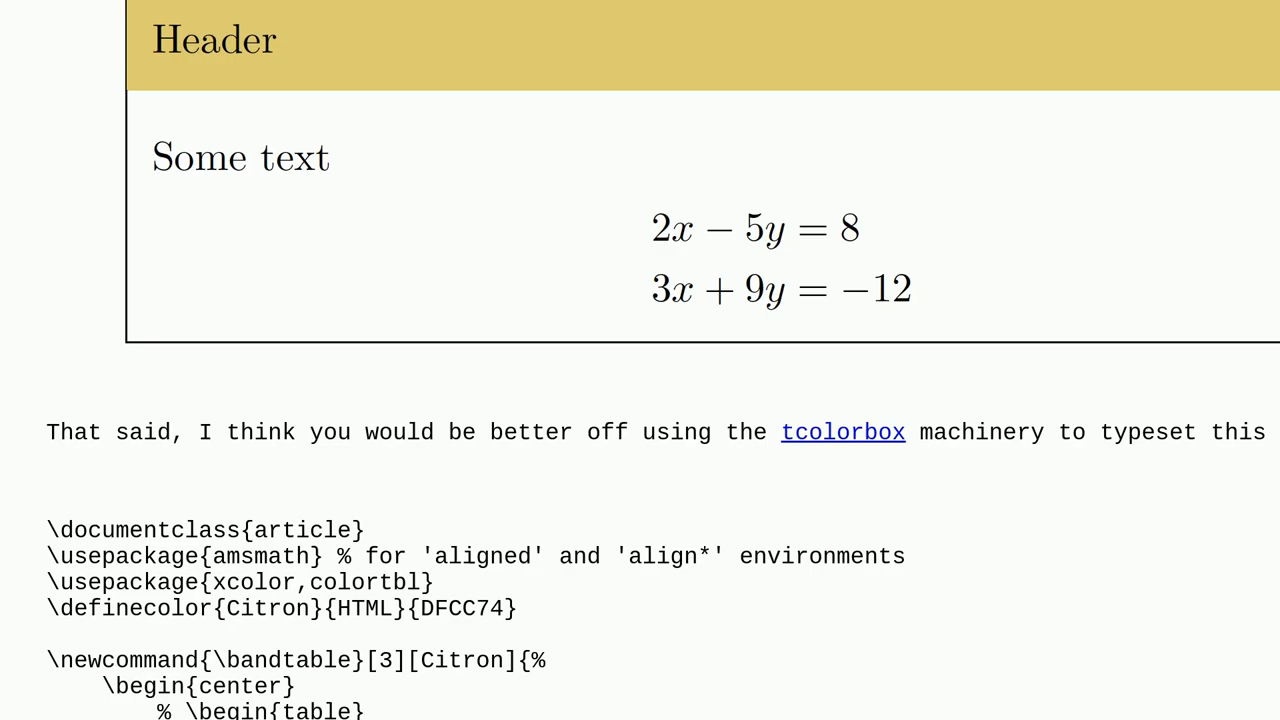 Header
Some text
2x − 5y = 8
3x + 9y = −12
That said, I think you would be better off using the tcolorbox machinery to typeset this
\documentclass{article}
\usepackage{amsmath} % for 'aligned' and 'align*' environments
\usepackage{xcolor,colortbl}
\definecolor{Citron}{HTML}{DFCC74}
\newcommand{\bandtable}[3][Citron]{%
\begin{center}
% \begin{table}